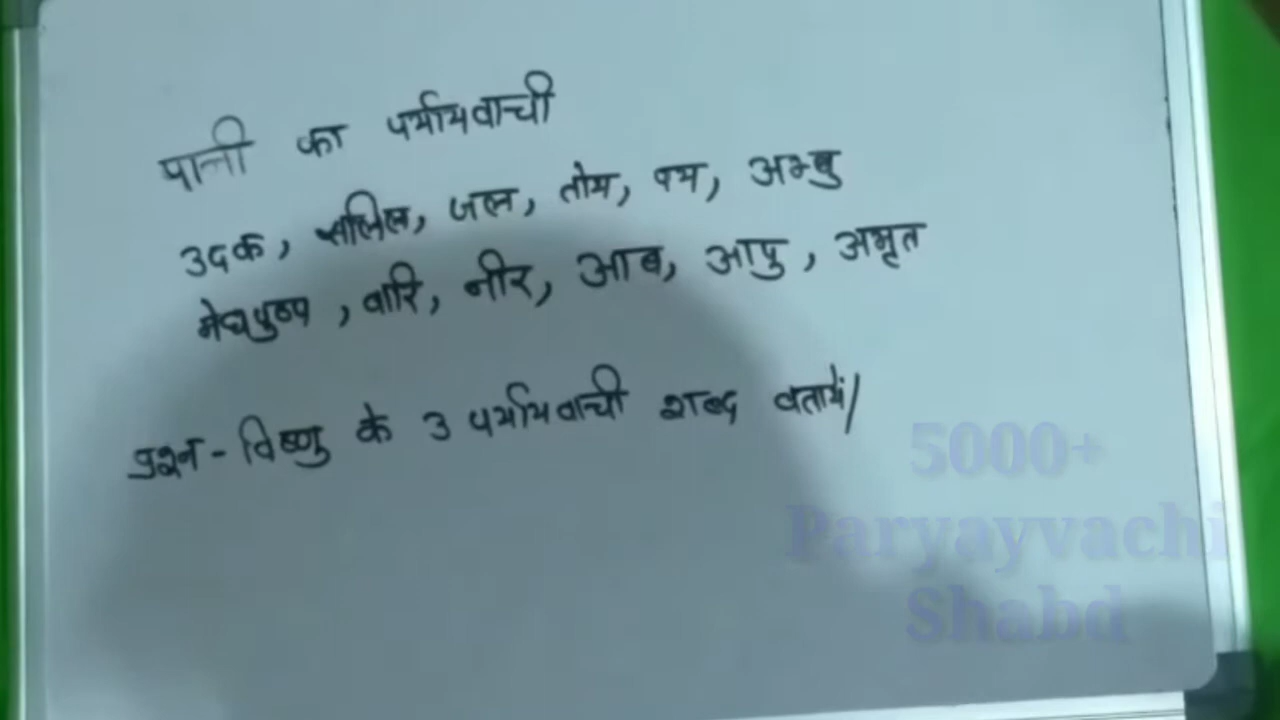 पानी का पर्यायवाची
उदक, सलिल, जल, तोय, पय, अम्बु
मेघपुष्प, वारि, नीर, आब, आपु, अमृत
प्रश्न - विष्णु के 3 पर्यायवाची शब्द बतायें/
5000+
Paryayvachi
Shabd